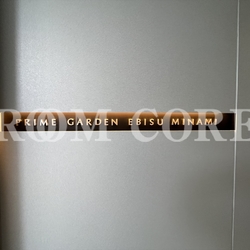 ROOM CORE
PRIME GARDEN EBISU MINAMI